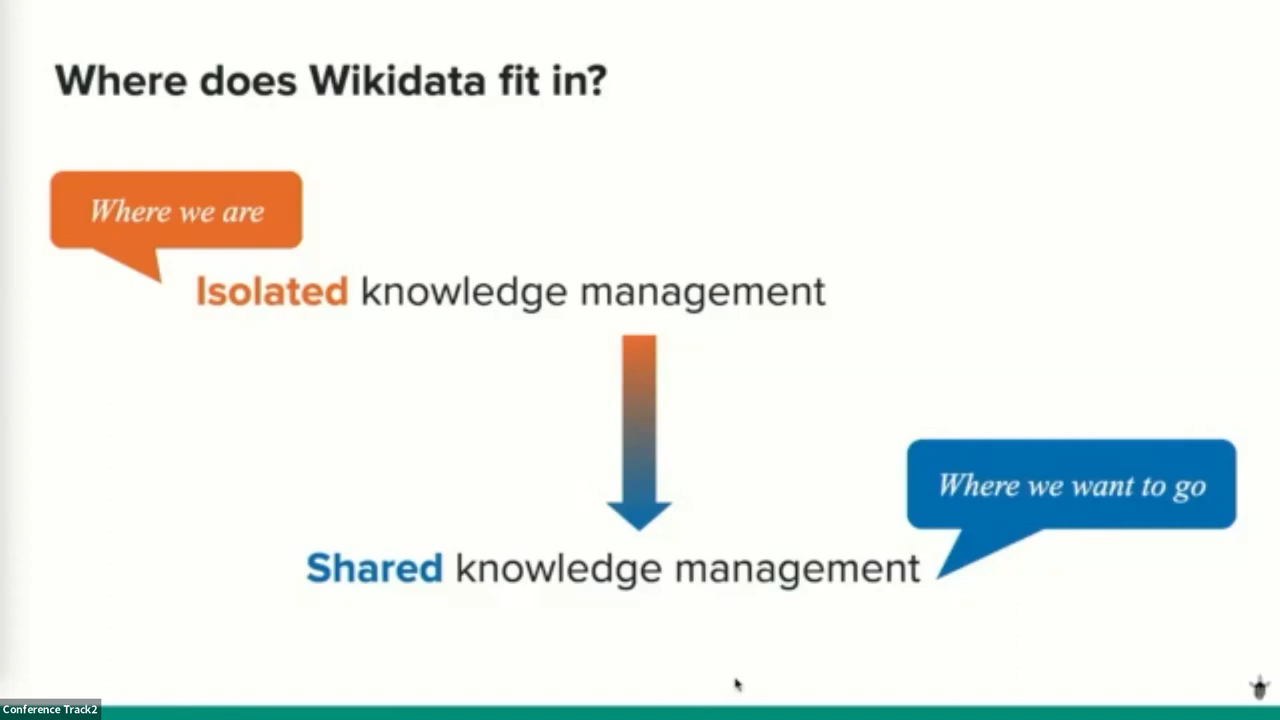 Where does Wikidata fit in?
Where we are
Isolated knowledge management
Where we want to go
Shared knowledge management
Conference Track2